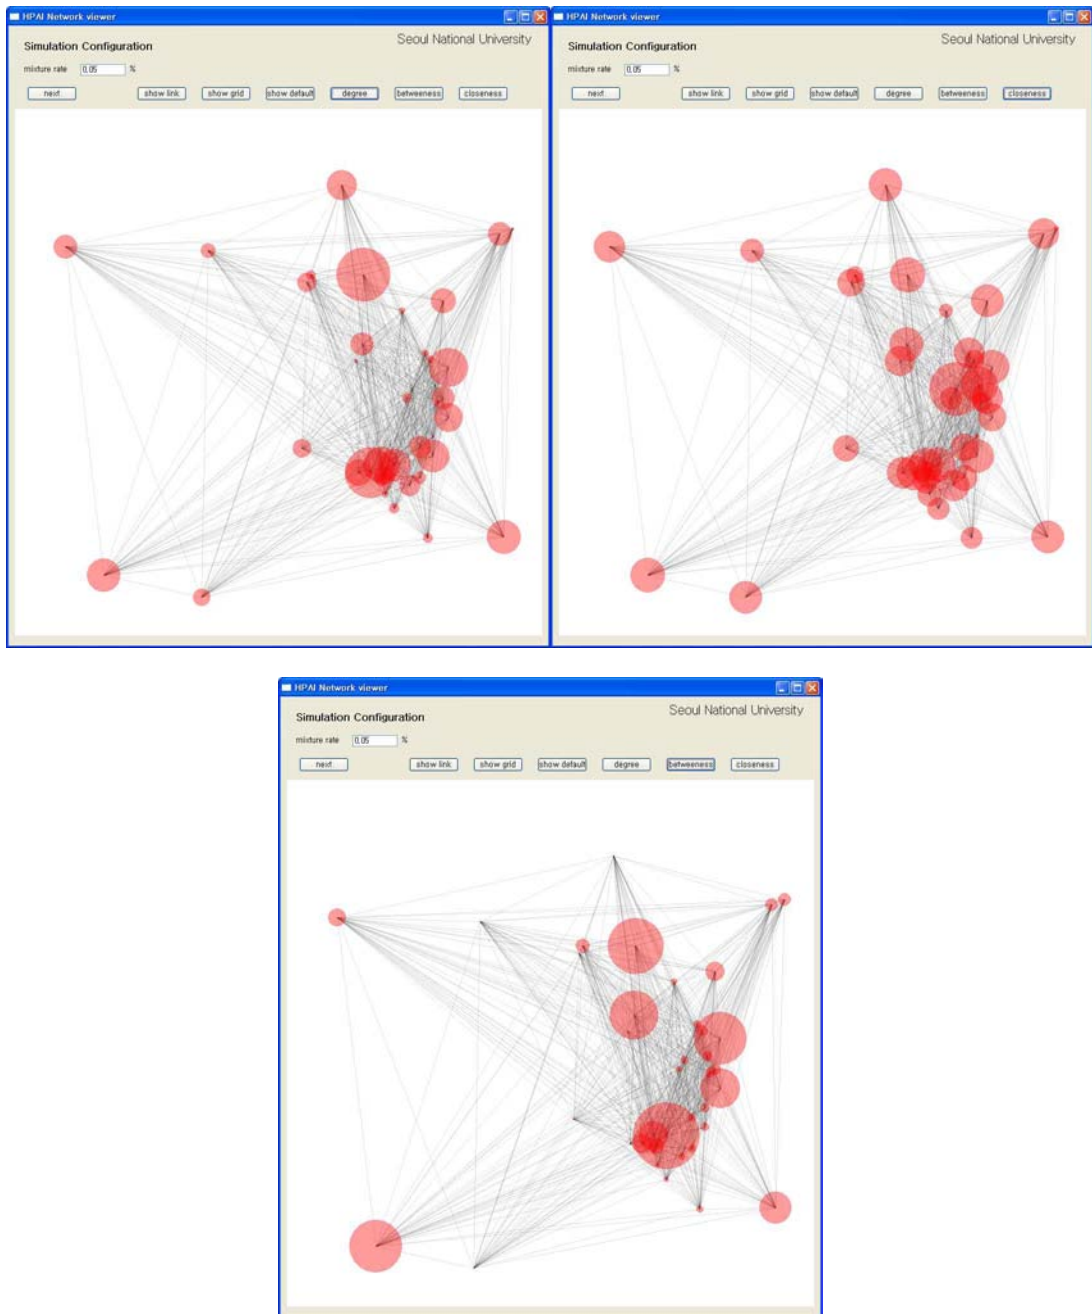 HPAI Network viewer
Seoul National University
Simulation Configuration
mixture rate 0,05 %
next show link show grid show default degree betweeness closeness
HPAI Network viewer
Seoul National University
Simulation Configuration
mixture rate 0,05 %
next show link show grid show default degree betweeness closeness
HPAI Network viewer
Seoul National University
Simulation Configuration
mixture rate 0,05 %
next show link show grid show default degree betweeness closeness